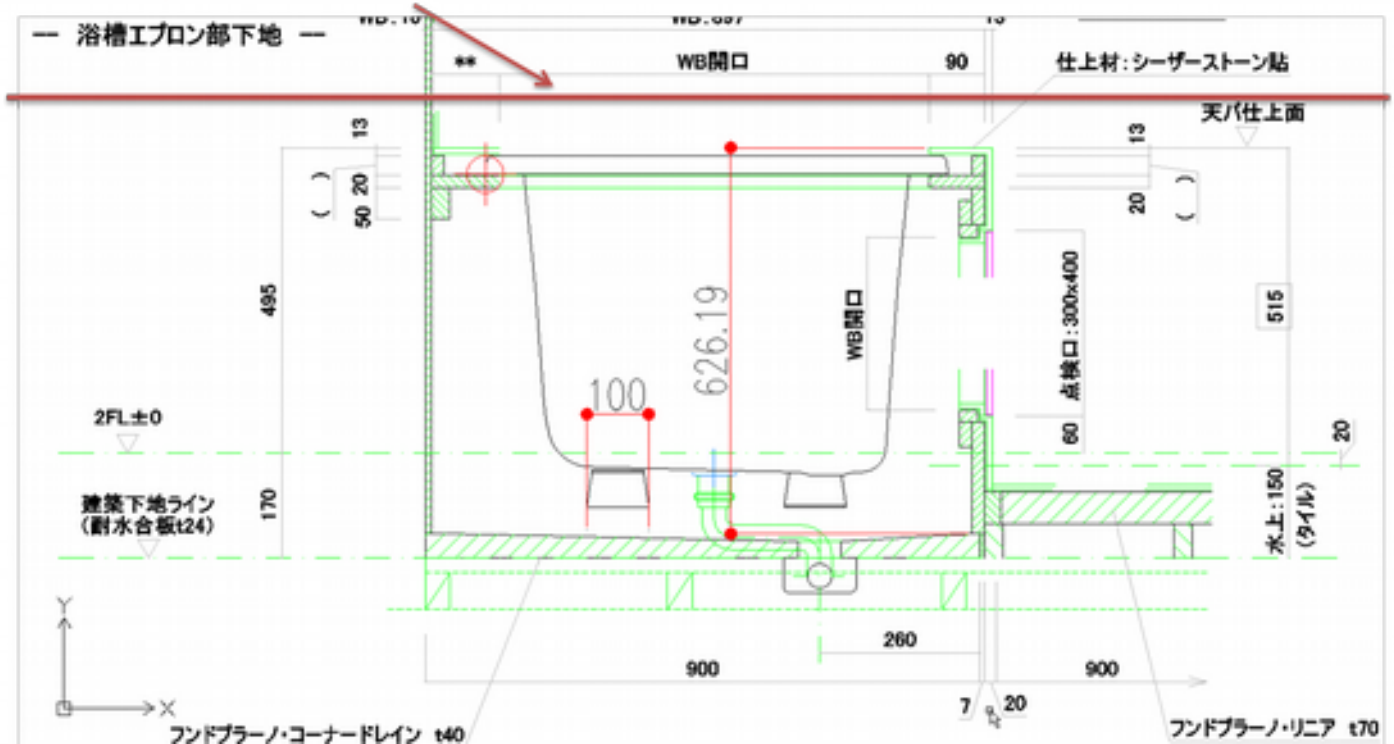 -- 浴槽エプロン部下地 --
** WB開口 90
仕上材:シーザーストーン貼
天バ仕上面
13
13
( ) 20
20 ( )
50
495
626.19
WB開口
点検口:300x400
515
100
2FL±0
60
20
建築下地ライン
(耐水合板t24)
170
水上:150
(タイル)
Y
X
260
900
900
7
20
フンドプラーノ・コーナードレイン t40
フンドプラーノ・リニア t70